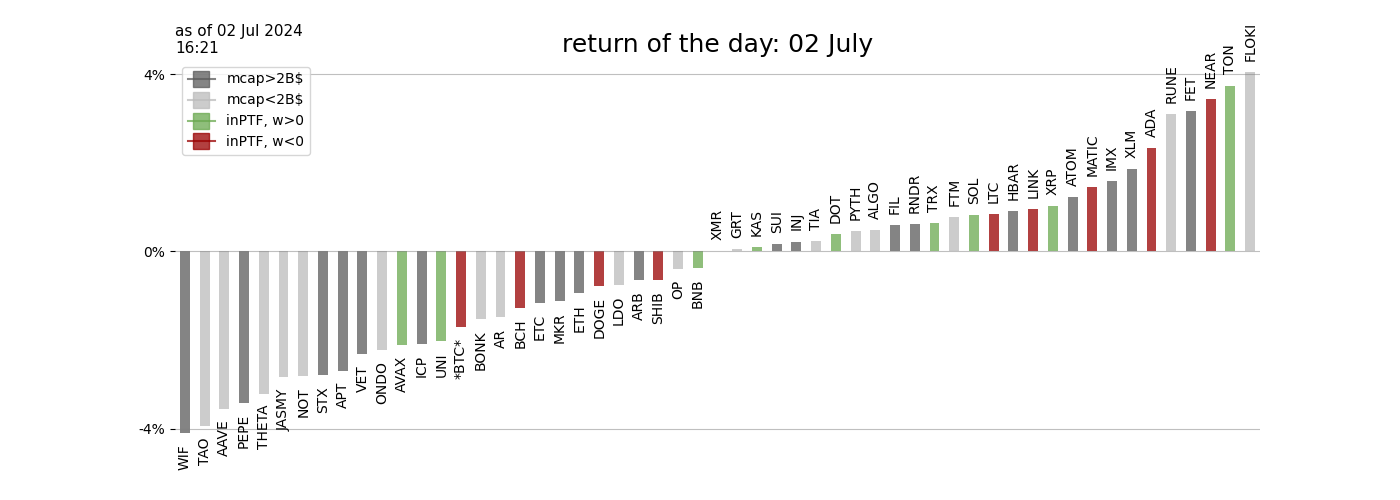 as of 02 Jul 2024
16:21
return of the day: 02 July
mcap>2B$
mcap<2B$
inPTF, w>0
inPTF, w<0
4%
0%
-4%
WIF
TAO
AAVE
PEPE
THETA
JASMY
NOT
STX
APT
VET
ONDO
AVAX
ICP
UNI
*BTC*
BONK
AR
BCH
ETC
MKR
ETH
DOGE
LDO
ARB
SHIB
OP
BNB
XMR
GRT
KAS
SUI
INJ
TIA
DOT
PYTH
ALGO
FIL
RNDR
TRX
FTM
SOL
LTC
HBAR
LINK
XRP
ATOM
MATIC
IMX
XLM
ADA
RUNE
FET
NEAR
TON
FLOKI